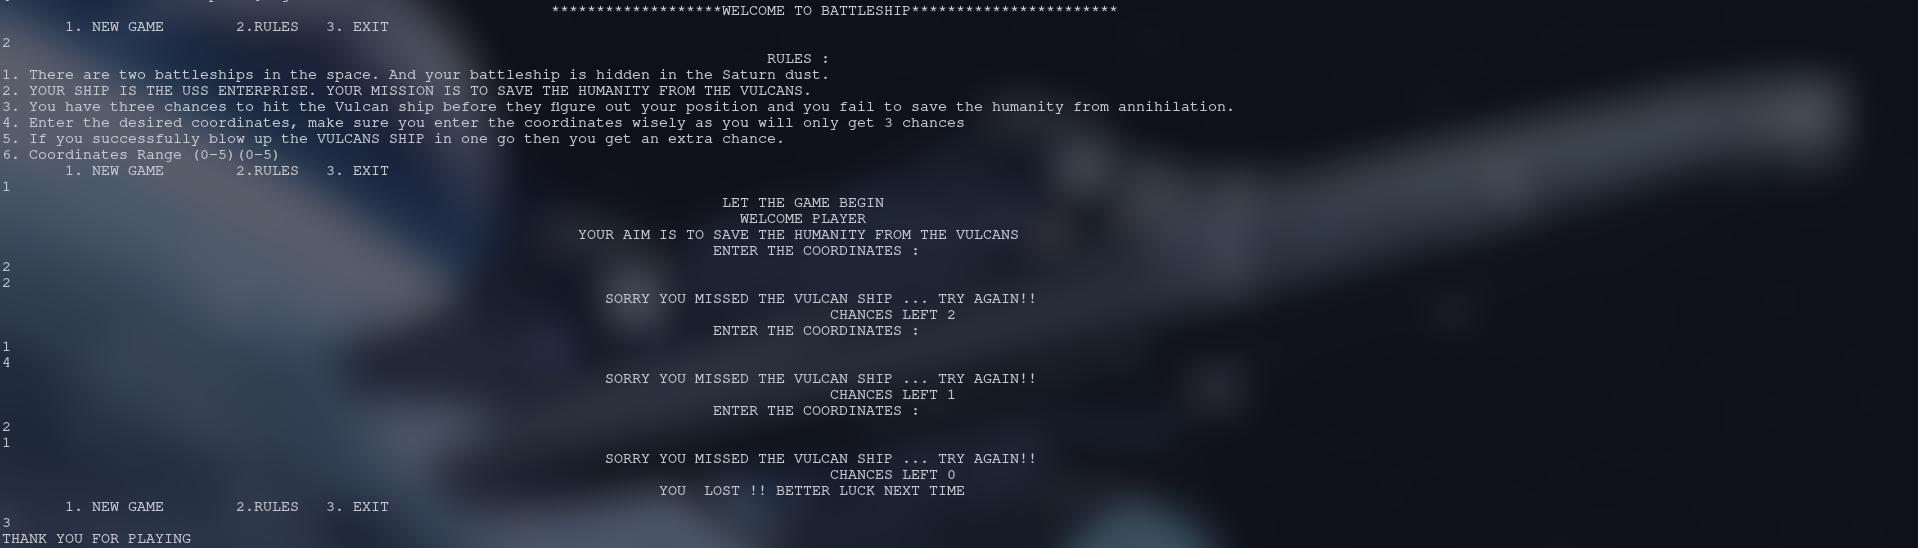 *******************WELCOME TO BATTLESHIP***********************
1. NEW GAME 2.RULES 3. EXIT
2
RULES :
1. There are two battleships in the space. And your battleship is hidden in the Saturn dust.
2. YOUR SHIP IS THE USS ENTERPRISE. YOUR MISSION IS TO SAVE THE HUMANITY FROM THE VULCANS.
3. You have three chances to hit the Vulcan ship before they figure out your position and you fail to save the humanity from annihilation.
4. Enter the desired coordinates, make sure you enter the coordinates wisely as you will only get 3 chances
5. If you successfully blow up the VULCANS SHIP in one go then you get an extra chance.
6. Coordinates Range (0-5)(0-5)
1. NEW GAME 2.RULES 3. EXIT
1
LET THE GAME BEGIN
WELCOME PLAYER
YOUR AIM IS TO SAVE THE HUMANITY FROM THE VULCANS
ENTER THE COORDINATES :
2
2
SORRY YOU MISSED THE VULCAN SHIP ... TRY AGAIN!!
CHANCES LEFT 2
ENTER THE COORDINATES :
1
4
SORRY YOU MISSED THE VULCAN SHIP ... TRY AGAIN!!
CHANCES LEFT 1
ENTER THE COORDINATES :
2
1
SORRY YOU MISSED THE VULCAN SHIP ... TRY AGAIN!!
CHANCES LEFT 0
YOU LOST !! BETTER LUCK NEXT TIME
1. NEW GAME 2.RULES 3. EXIT
3
THANK YOU FOR PLAYING